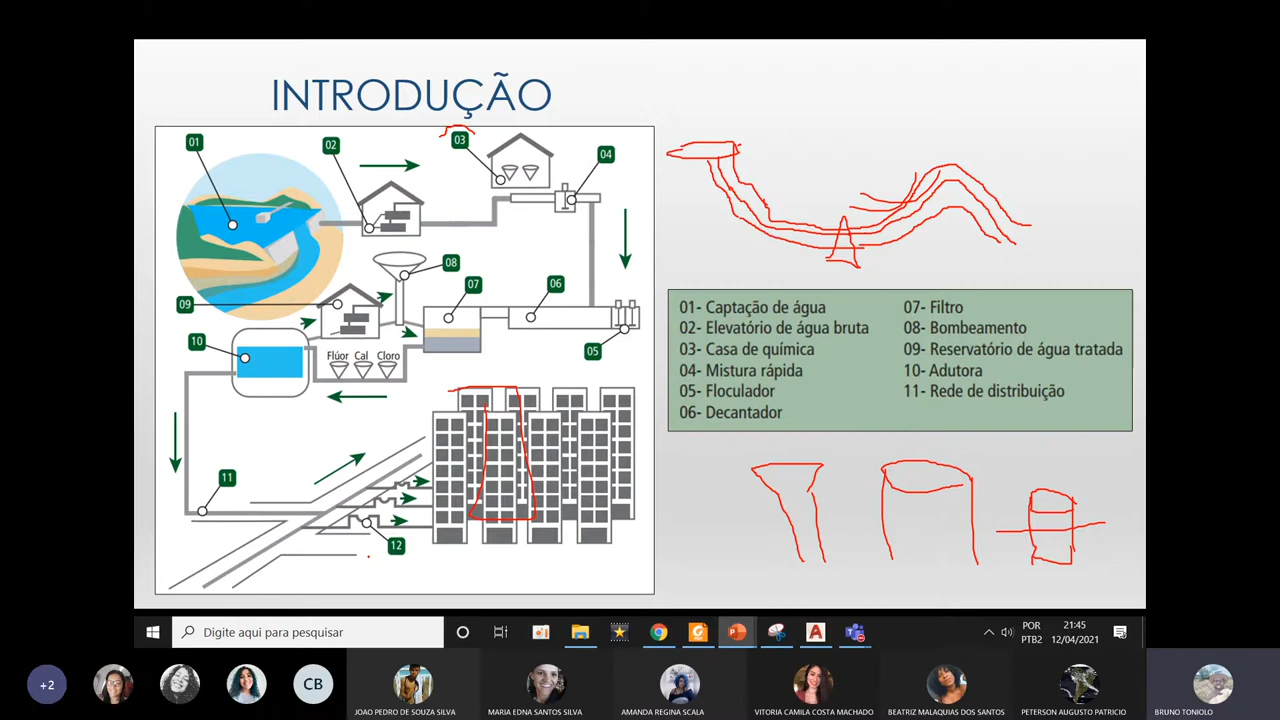 INTRODUÇÃO
01
02
03
04
05
06
07
08
09
10
11
12
Flúor Cal Cloro
01- Captação de água
02- Elevatório de água bruta
03- Casa de química
04- Mistura rápida
05- Floculador
06- Decantador
07- Filtro
08- Bombeamento
09- Reservatório de água tratada
10- Adutora
11- Rede de distribuição
Digite aqui para pesquisar
POR
PTB2
21:45
12/04/2021
+2
CB
JOAO PEDRO DE SOUZA SILVA
MARIA EDNA SANTOS SILVA
AMANDA REGINA SCALA
VITORIA CAMILA COSTA MACHADO
BEATRIZ MALAQUIAS DOS SANTOS
PETERSON AUGUSTO PATRICIO
BRUNO TONIOLO